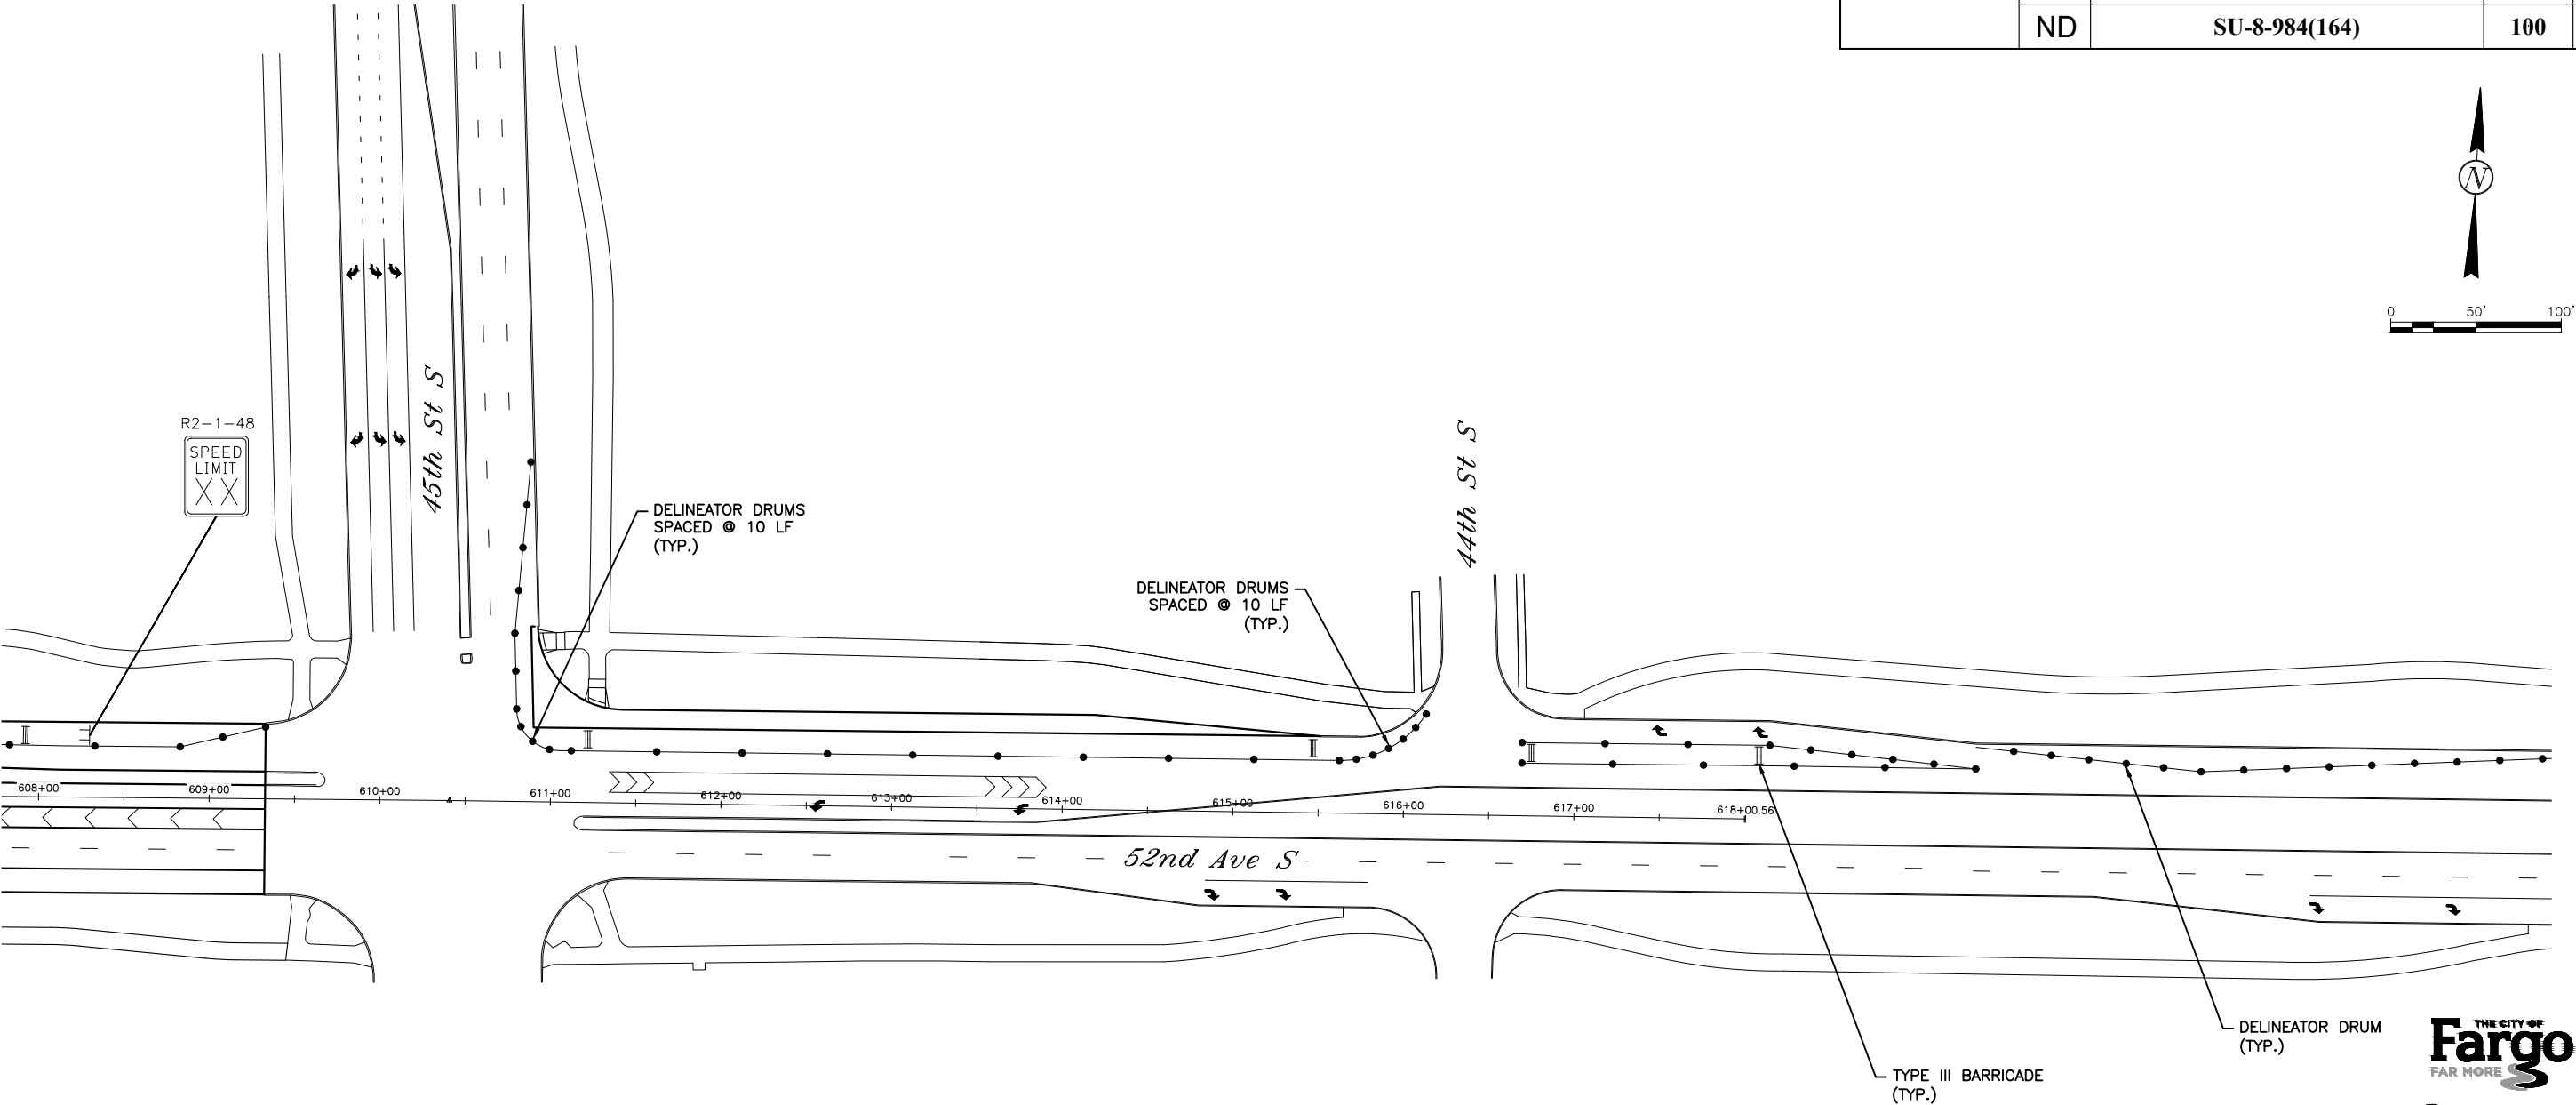 ND SU-8-984(164) 100
N
0 50' 100'
45th St S
44th St S
R2-1-48
SPEED
LIMIT
XX
DELINEATOR DRUMS
SPACED @ 10 LF
(TYP.)
DELINEATOR DRUMS
SPACED @ 10 LF
(TYP.)
608+00 609+00 610+00 611+00 612+00 613+00 614+00 615+00 616+00 617+00 618+00.56
52nd Ave S
DELINEATOR DRUM
(TYP.)
TYPE III BARRICADE
(TYP.)
THE CITY OF
Fargo
FAR MORE